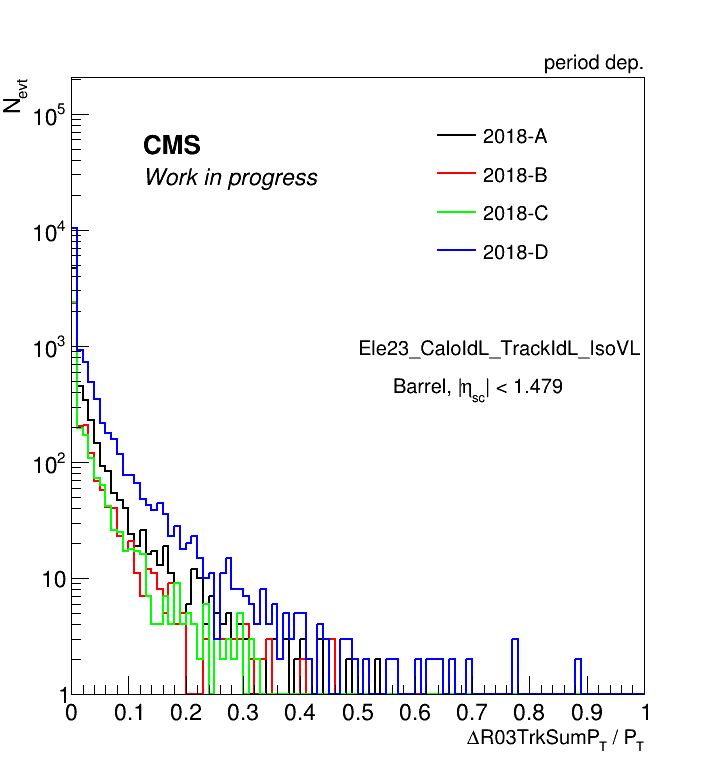 period dep.
N_evt
CMS
Work in progress
2018-A
2018-B
2018-C
2018-D
Ele23_CaloIdL_TrackIdL_IsoVL
Barrel, |η_sc| < 1.479
10^5
10^4
10^3
10^2
10
1
0 0.1 0.2 0.3 0.4 0.5 0.6 0.7 0.8 0.9 1
ΔR03TrkSumP_T / P_T